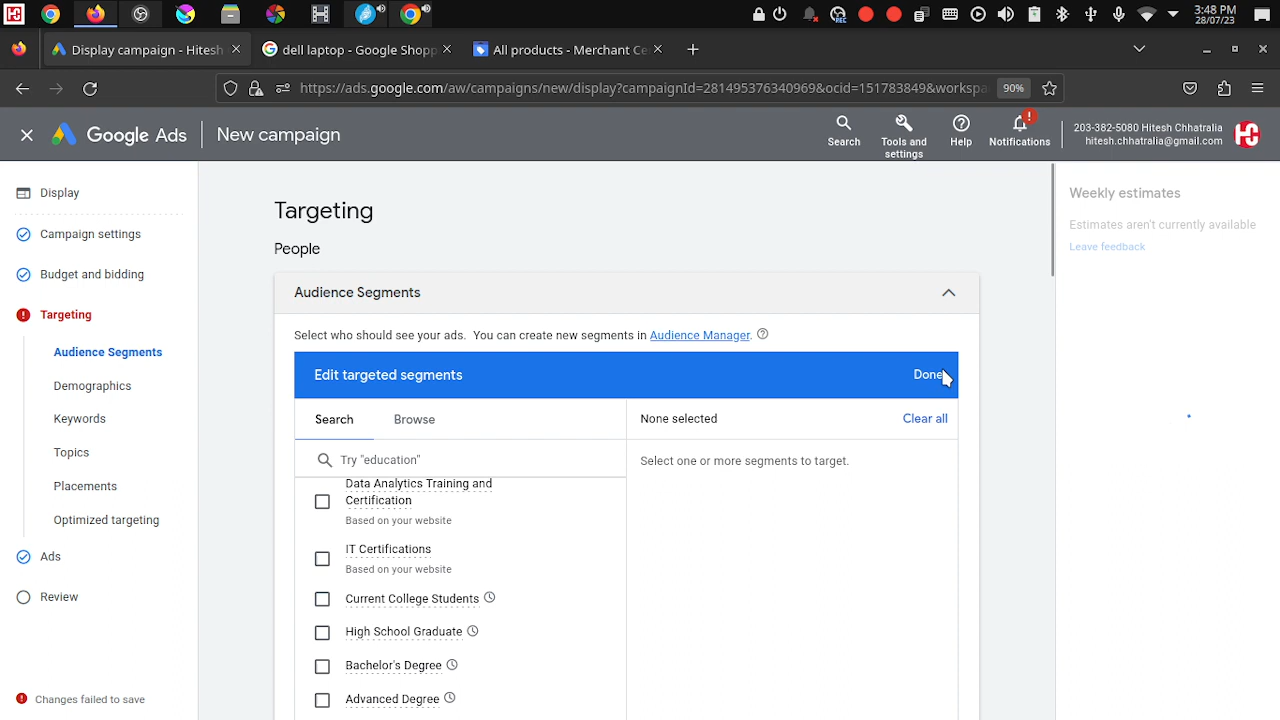 REC
3:48 PM
28/07/23
Display campaign - Hitesh
dell laptop - Google Shopp
All products - Merchant Ce
https://ads.google.com/aw/campaigns/new/display?campaignId=281495376340969&ocid=151783849&workspa
90%
Google Ads
New campaign
Search
Tools and
settings
Help
Notifications
203-382-5080 Hitesh Chhatralia
hitesh.chhatralia@gmail.com
Display
Campaign settings
Budget and bidding
Targeting
Audience Segments
Demographics
Keywords
Topics
Placements
Optimized targeting
Ads
Review
Changes failed to save
Targeting
People
Audience Segments
Select who should see your ads. You can create new segments in Audience Manager.
Edit targeted segments
Done
Search
Browse
None selected
Clear all
Try "education"
Select one or more segments to target.
Data Analytics Training and
Certification
Based on your website
IT Certifications
Based on your website
Current College Students
High School Graduate
Bachelor's Degree
Advanced Degree
Weekly estimates
Estimates aren't currently available
Leave feedback